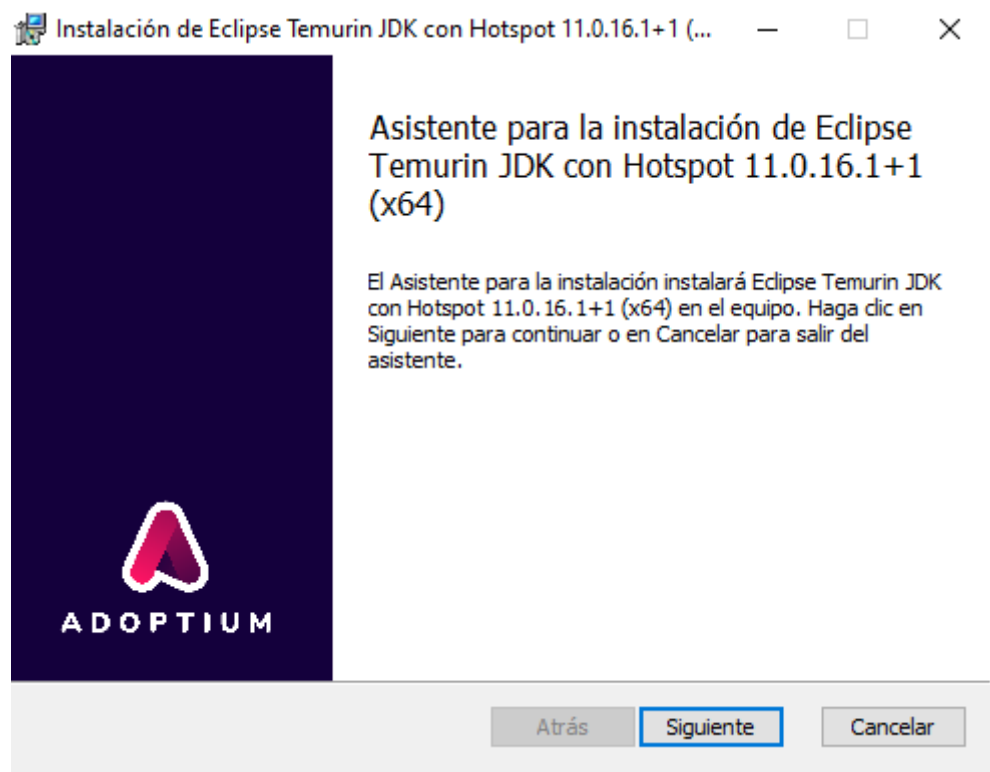 Instalación de Eclipse Temurin JDK con Hotspot 11.0.16.1+1 (...
Asistente para la instalación de Eclipse
Temurin JDK con Hotspot 11.0.16.1+1
(x64)
El Asistente para la instalación instalará Eclipse Temurin JDK
con Hotspot 11.0.16.1+1 (x64) en el equipo. Haga clic en
Siguiente para continuar o en Cancelar para salir del
asistente.
ADOPTIUM
Atrás Siguiente Cancelar